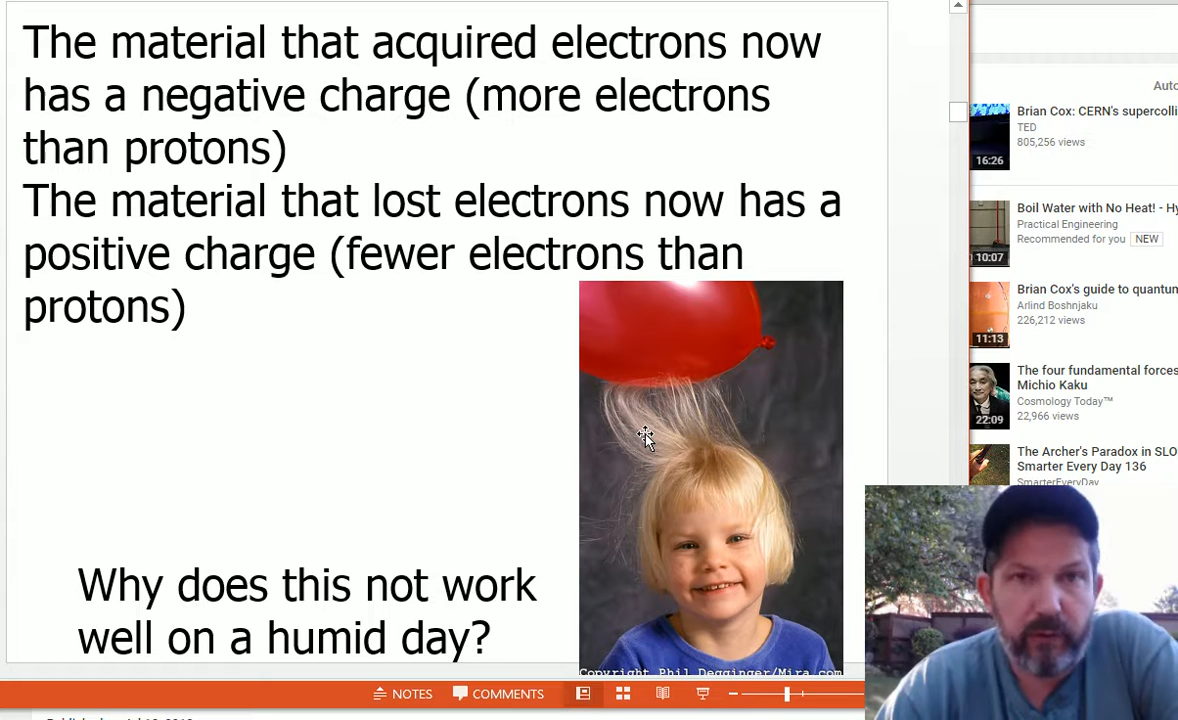 The material that acquired electrons now
has a negative charge (more electrons
than protons)
The material that lost electrons now has a
positive charge (fewer electrons than
protons)
Why does this not work
well on a humid day?
Copyright Phil Degginger/Mira.com
NOTES
COMMENTS
Auto
Brian Cox: CERN's supercolli
TED
805,256 views
16:26
Boil Water with No Heat! - Hy
Practical Engineering
Recommended for you NEW
10:07
Brian Cox's guide to quantun
Arlind Boshnjaku
226,212 views
11:13
The four fundamental forces
Michio Kaku
Cosmology Today™
22,966 views
22:09
The Archer's Paradox in SLO
Smarter Every Day 136
SmarterEveryDay